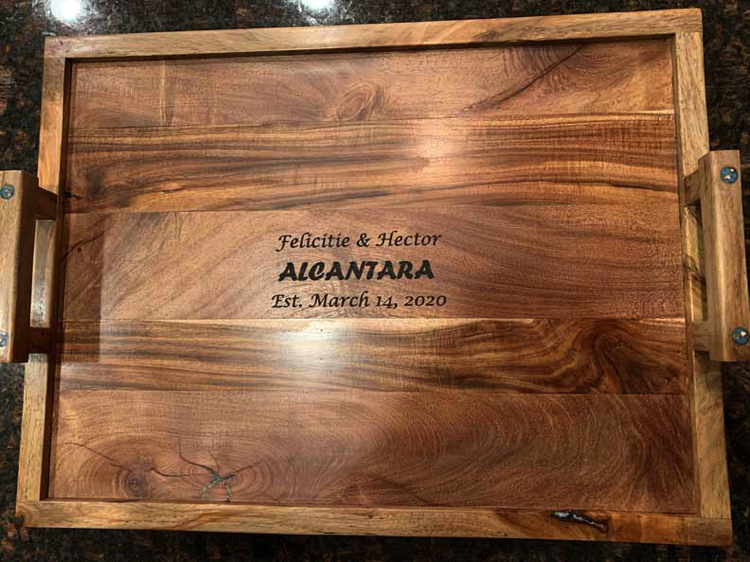 Felicitie & Hector
ALCANTARA
Est. March 14, 2020